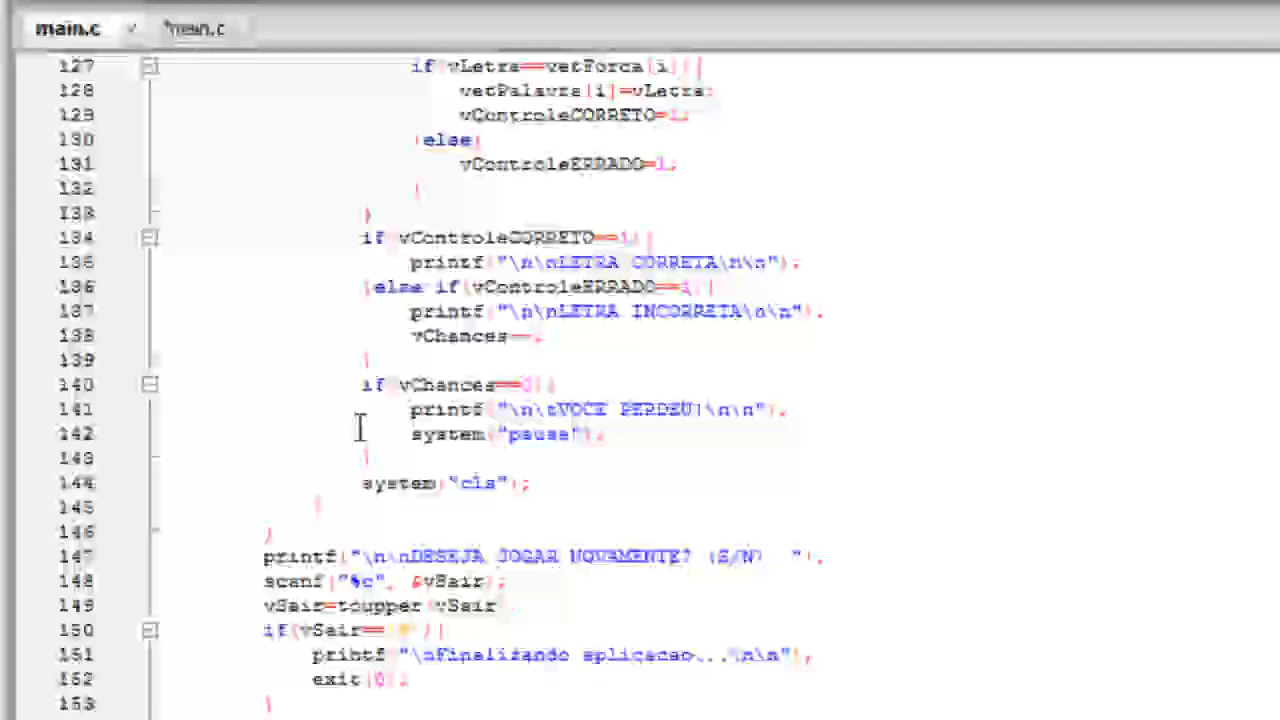 main.c × *main.c
127 if(vLetra==vetForca[i]){
128 vetPalavra[i]=vLetra;
129 vControleCORRETO=1;
130 }else{
131 vControleERRADO=1;
132 }
133 }
134 if(vControleCORRETO==1){
135 printf("\n\nLETRA CORRETA\n\n");
136 }else if(vControleERRADO==1){
137 printf("\n\nLETRA INCORRETA\n\n");
138 vChances--;
139 }
140 if(vChances==0){
141 printf("\n\tVOCE PERDEU!\n\n");
142 system("pause");
143 }
144 system("cls");
145 }
146 }
147 printf("\n\nDESEJA JOGAR NOVAMENTE? (S/N) ");
148 scanf("%c", &vSair);
149 vSair=toupper(vSair);
150 if(vSair==
151 printf("\nFinalizando aplicacao...\n\n");
152 exit(0);
153 }